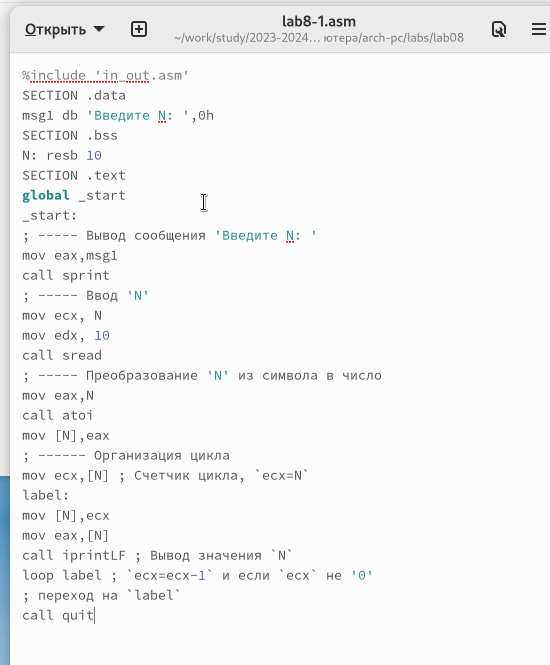 lab8-1.asm
Открыть
~/work/study/2023-2024... ютера/arch-pc/labs/lab08
%include 'in_out.asm'
SECTION .data
msg1 db 'Введите N: ',0h
SECTION .bss
N: resb 10
SECTION .text
global _start
_start:
; ----- Вывод сообщения 'Введите N: '
mov eax,msg1
call sprint
; ----- Ввод 'N'
mov ecx, N
mov edx, 10
call sread
; ----- Преобразование 'N' из символа в число
mov eax,N
call atoi
mov [N],eax
; ------ Организация цикла
mov ecx,[N] ; Счетчик цикла, `ecx=N`
label:
mov [N],ecx
mov eax,[N]
call iprintLF ; Вывод значения `N`
loop label ; `ecx=ecx-1` и если `ecx` не '0'
; переход на `label`
call quit